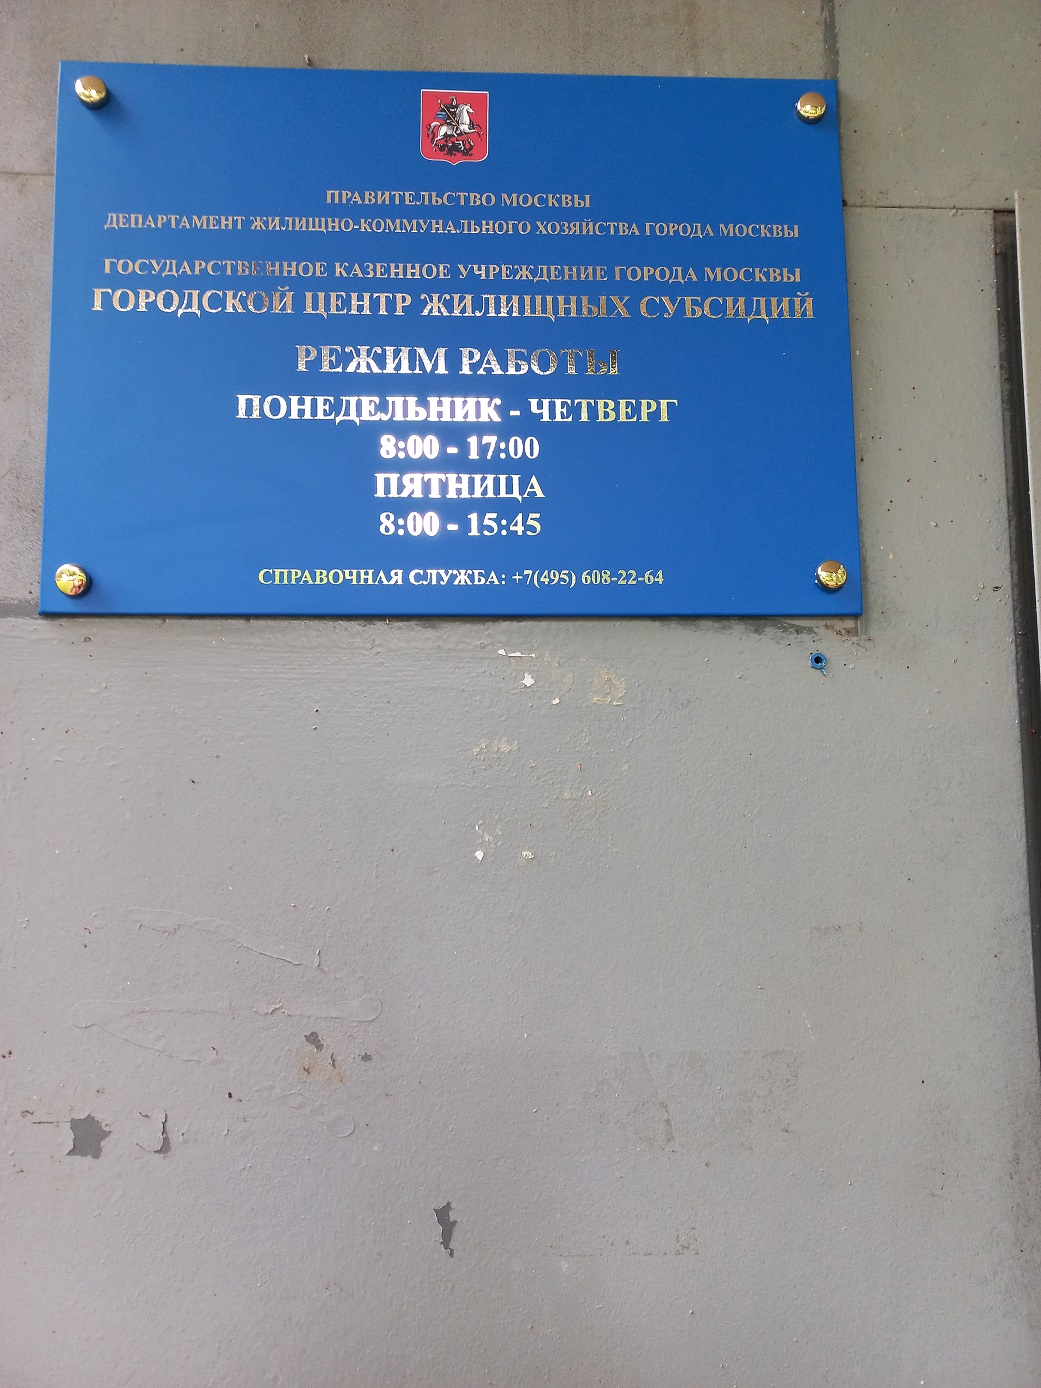 ПРАВИТЕЛЬСТВО МОСКВЫ
ДЕПАРТАМЕНТ ЖИЛИЩНО-КОММУНАЛЬНОГО ХОЗЯЙСТВА ГОРОДА МОСКВЫ
ГОСУДАРСТВЕННОЕ КАЗЕННОЕ УЧРЕЖДЕНИЕ ГОРОДА МОСКВЫ
ГОРОДСКОЙ ЦЕНТР ЖИЛИЩНЫХ СУБСИДИЙ
РЕЖИМ РАБОТЫ
ПОНЕДЕЛЬНИК - ЧЕТВЕРГ
8:00 - 17:00
ПЯТНИЦА
8:00 - 15:45
СПРАВОЧНАЯ СЛУЖБА: +7(495) 608-22-64